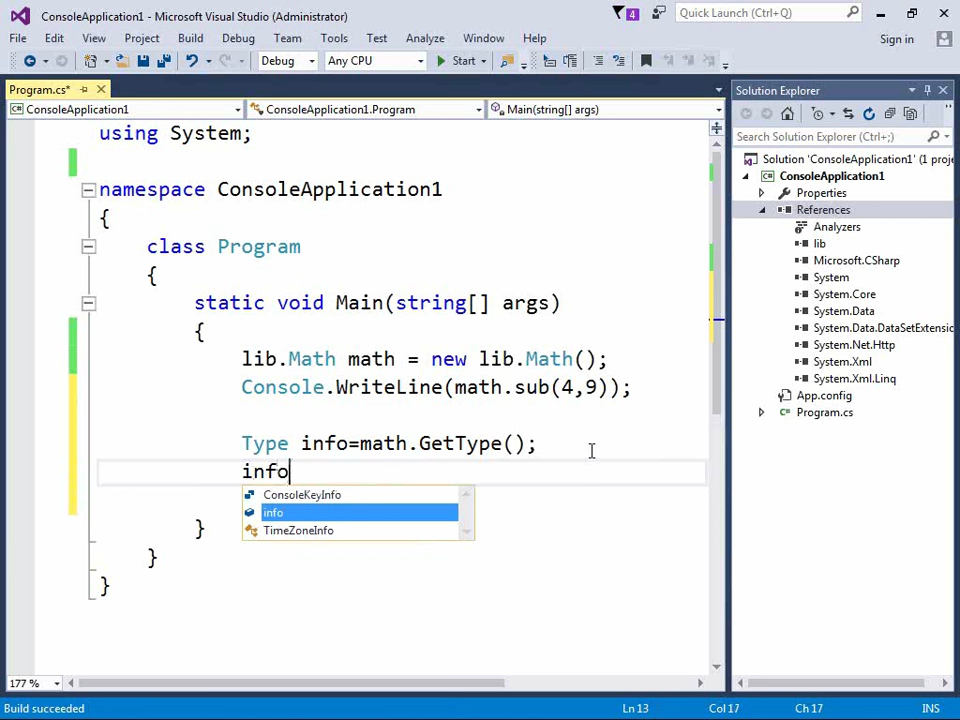 ConsoleApplication1 - Microsoft Visual Studio (Administrator)
4
Quick Launch (Ctrl+Q)
File Edit View Project Build Debug Team Tools Test Analyze Window Help
Sign in
Debug Any CPU Start
Program.cs*
ConsoleApplication1 ConsoleApplication1.Program Main(string[] args)
using System;
namespace ConsoleApplication1
{
class Program
{
static void Main(string[] args)
{
lib.Math math = new lib.Math();
Console.WriteLine(math.sub(4,9));
Type info=math.GetType();
info
ConsoleKeyInfo
info
TimeZoneInfo
}
}
}
177 %
Solution Explorer
Search Solution Explorer (Ctrl+;)
Solution 'ConsoleApplication1' (1 proje
ConsoleApplication1
Properties
References
Analyzers
lib
Microsoft.CSharp
System
System.Core
System.Data
System.Data.DataSetExtension
System.Net.Http
System.Xml
System.Xml.Linq
App.config
Program.cs
Build succeeded Ln 13 Col 17 Ch 17 INS